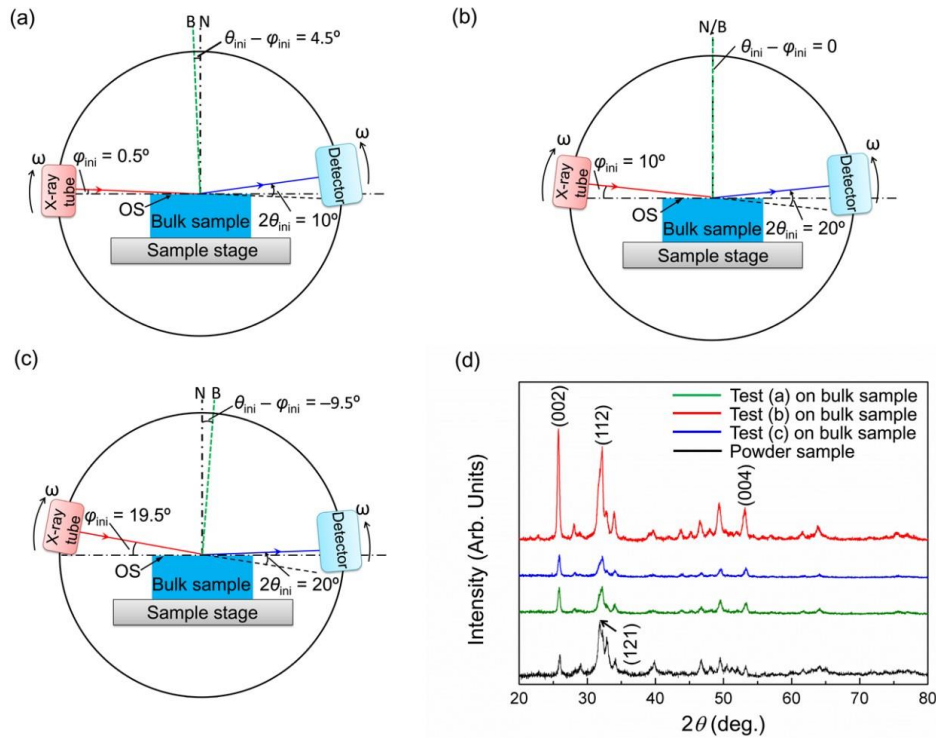 (a)
B N
θini – φini = 4.5º
ω
X-ray tube
φini = 0.5º
OS
Bulk sample
Sample stage
2θini = 10º
Detector
ω
(b)
N/B
θini – φini = 0
ω
X-ray tube
φini = 10º
OS
Bulk sample
Sample stage
2θini = 20º
Detector
ω
(c)
N B
θini – φini = –9.5º
ω
X-ray tube
φini = 19.5º
OS
Bulk sample
Sample stage
2θini = 20º
Detector
ω
(d)
Test (a) on bulk sample
Test (b) on bulk sample
Test (c) on bulk sample
Powder sample
(002)
(112)
(004)
(121)
Intensity (Arb. Units)
20 30 40 50 60 70 80
2θ (deg.)